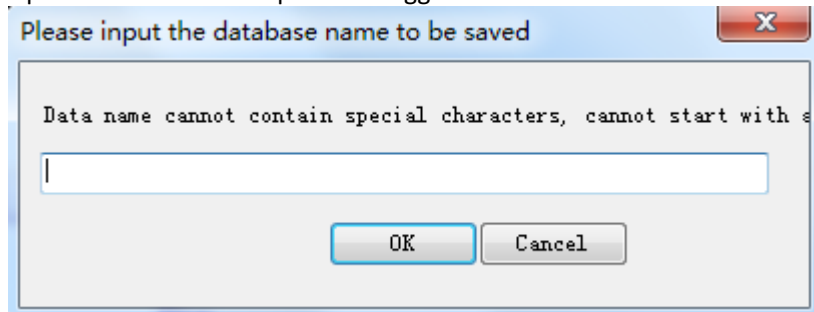 Please input the database name to be saved
Data name cannot contain special characters, cannot start with
OK
Cancel